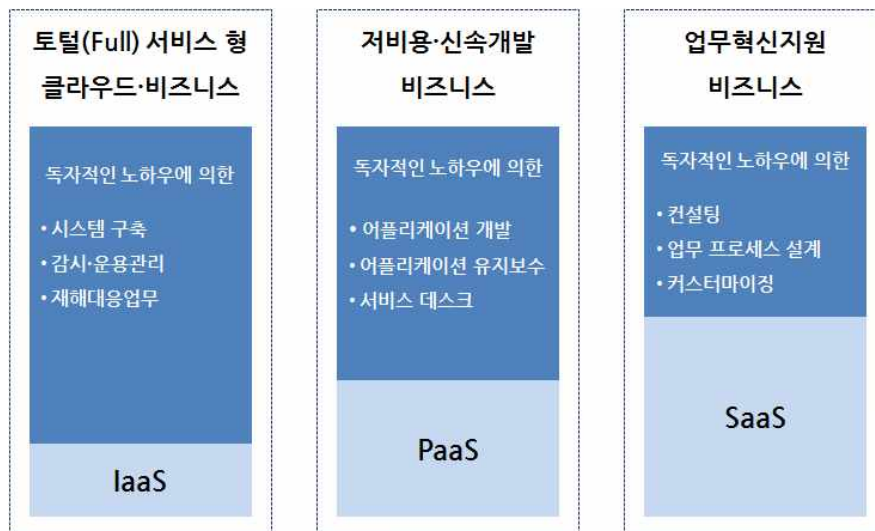 토털(Full) 서비스 형
클라우드·비즈니스
독자적인 노하우에 의한
• 시스템 구축
• 감시·운용관리
• 재해대응업무
IaaS
저비용·신속개발
비즈니스
독자적인 노하우에 의한
• 어플리케이션 개발
• 어플리케이션 유지보수
• 서비스 데스크
PaaS
업무혁신지원
비즈니스
독자적인 노하우에 의한
• 컨설팅
• 업무 프로세스 설계
• 커스터마이징
SaaS